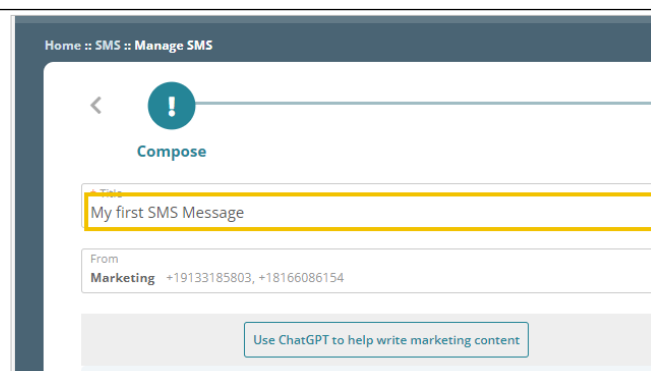 Home :: SMS :: Manage SMS
!
Compose
* Title
My first SMS Message
From
Marketing +19133185803, +18166086154
Use ChatGPT to help write marketing content